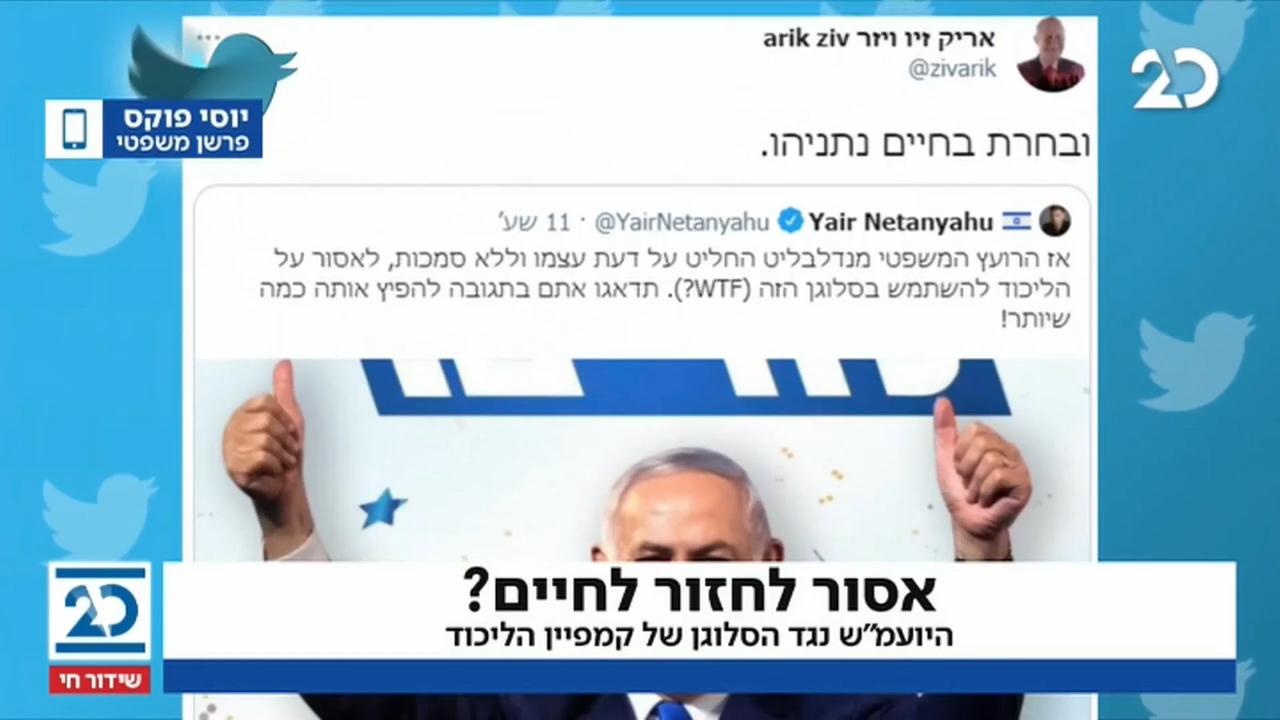 אריק זיו ויזר arik ziv
@zivarik
20
יוסי פוקס
פרשן משפטי
ובחרת בחיים נתניהו.
Yair Netanyahu @YairNetanyahu · 11 שע'
אז הרועץ המשפטי מנדלבליט החליט על דעת עצמו וללא סמכות, לאסור על
הליכוד להשתמש בסלוגן הזה (WTF?). תדאגו אתם בתגובה להפיץ אותה כמה
שיותר!
אסור לחזור לחיים?
היועמ"ש נגד הסלוגן של קמפיין הליכוד
20
שידור חי